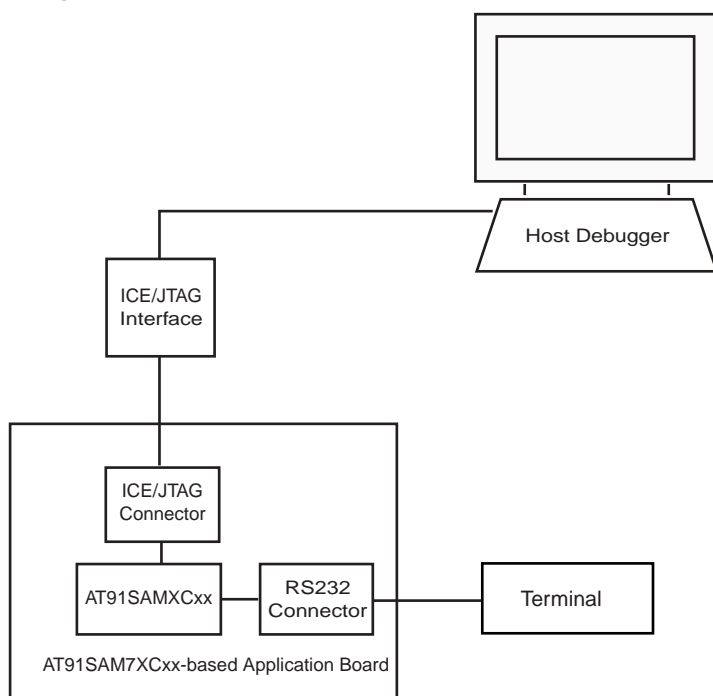 Host Debugger
ICE/JTAG
Interface
ICE/JTAG
Connector
AT91SAMXCxx
RS232
Connector
Terminal
AT91SAM7XCxx-based Application Board